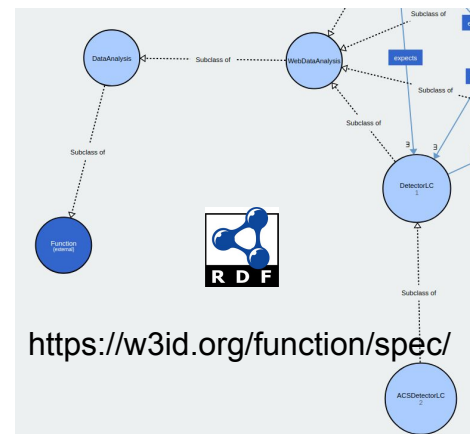 Subclass of
DataAnalysis
Subclass of
WebDataAnalysis
expects
Subclass of
Subclass of
Subclass of
∃
∃
DetectorLC
1
Function
(external)
RDF
Subclass of
https://w3id.org/function/spec/
ACSDetectorLC
2